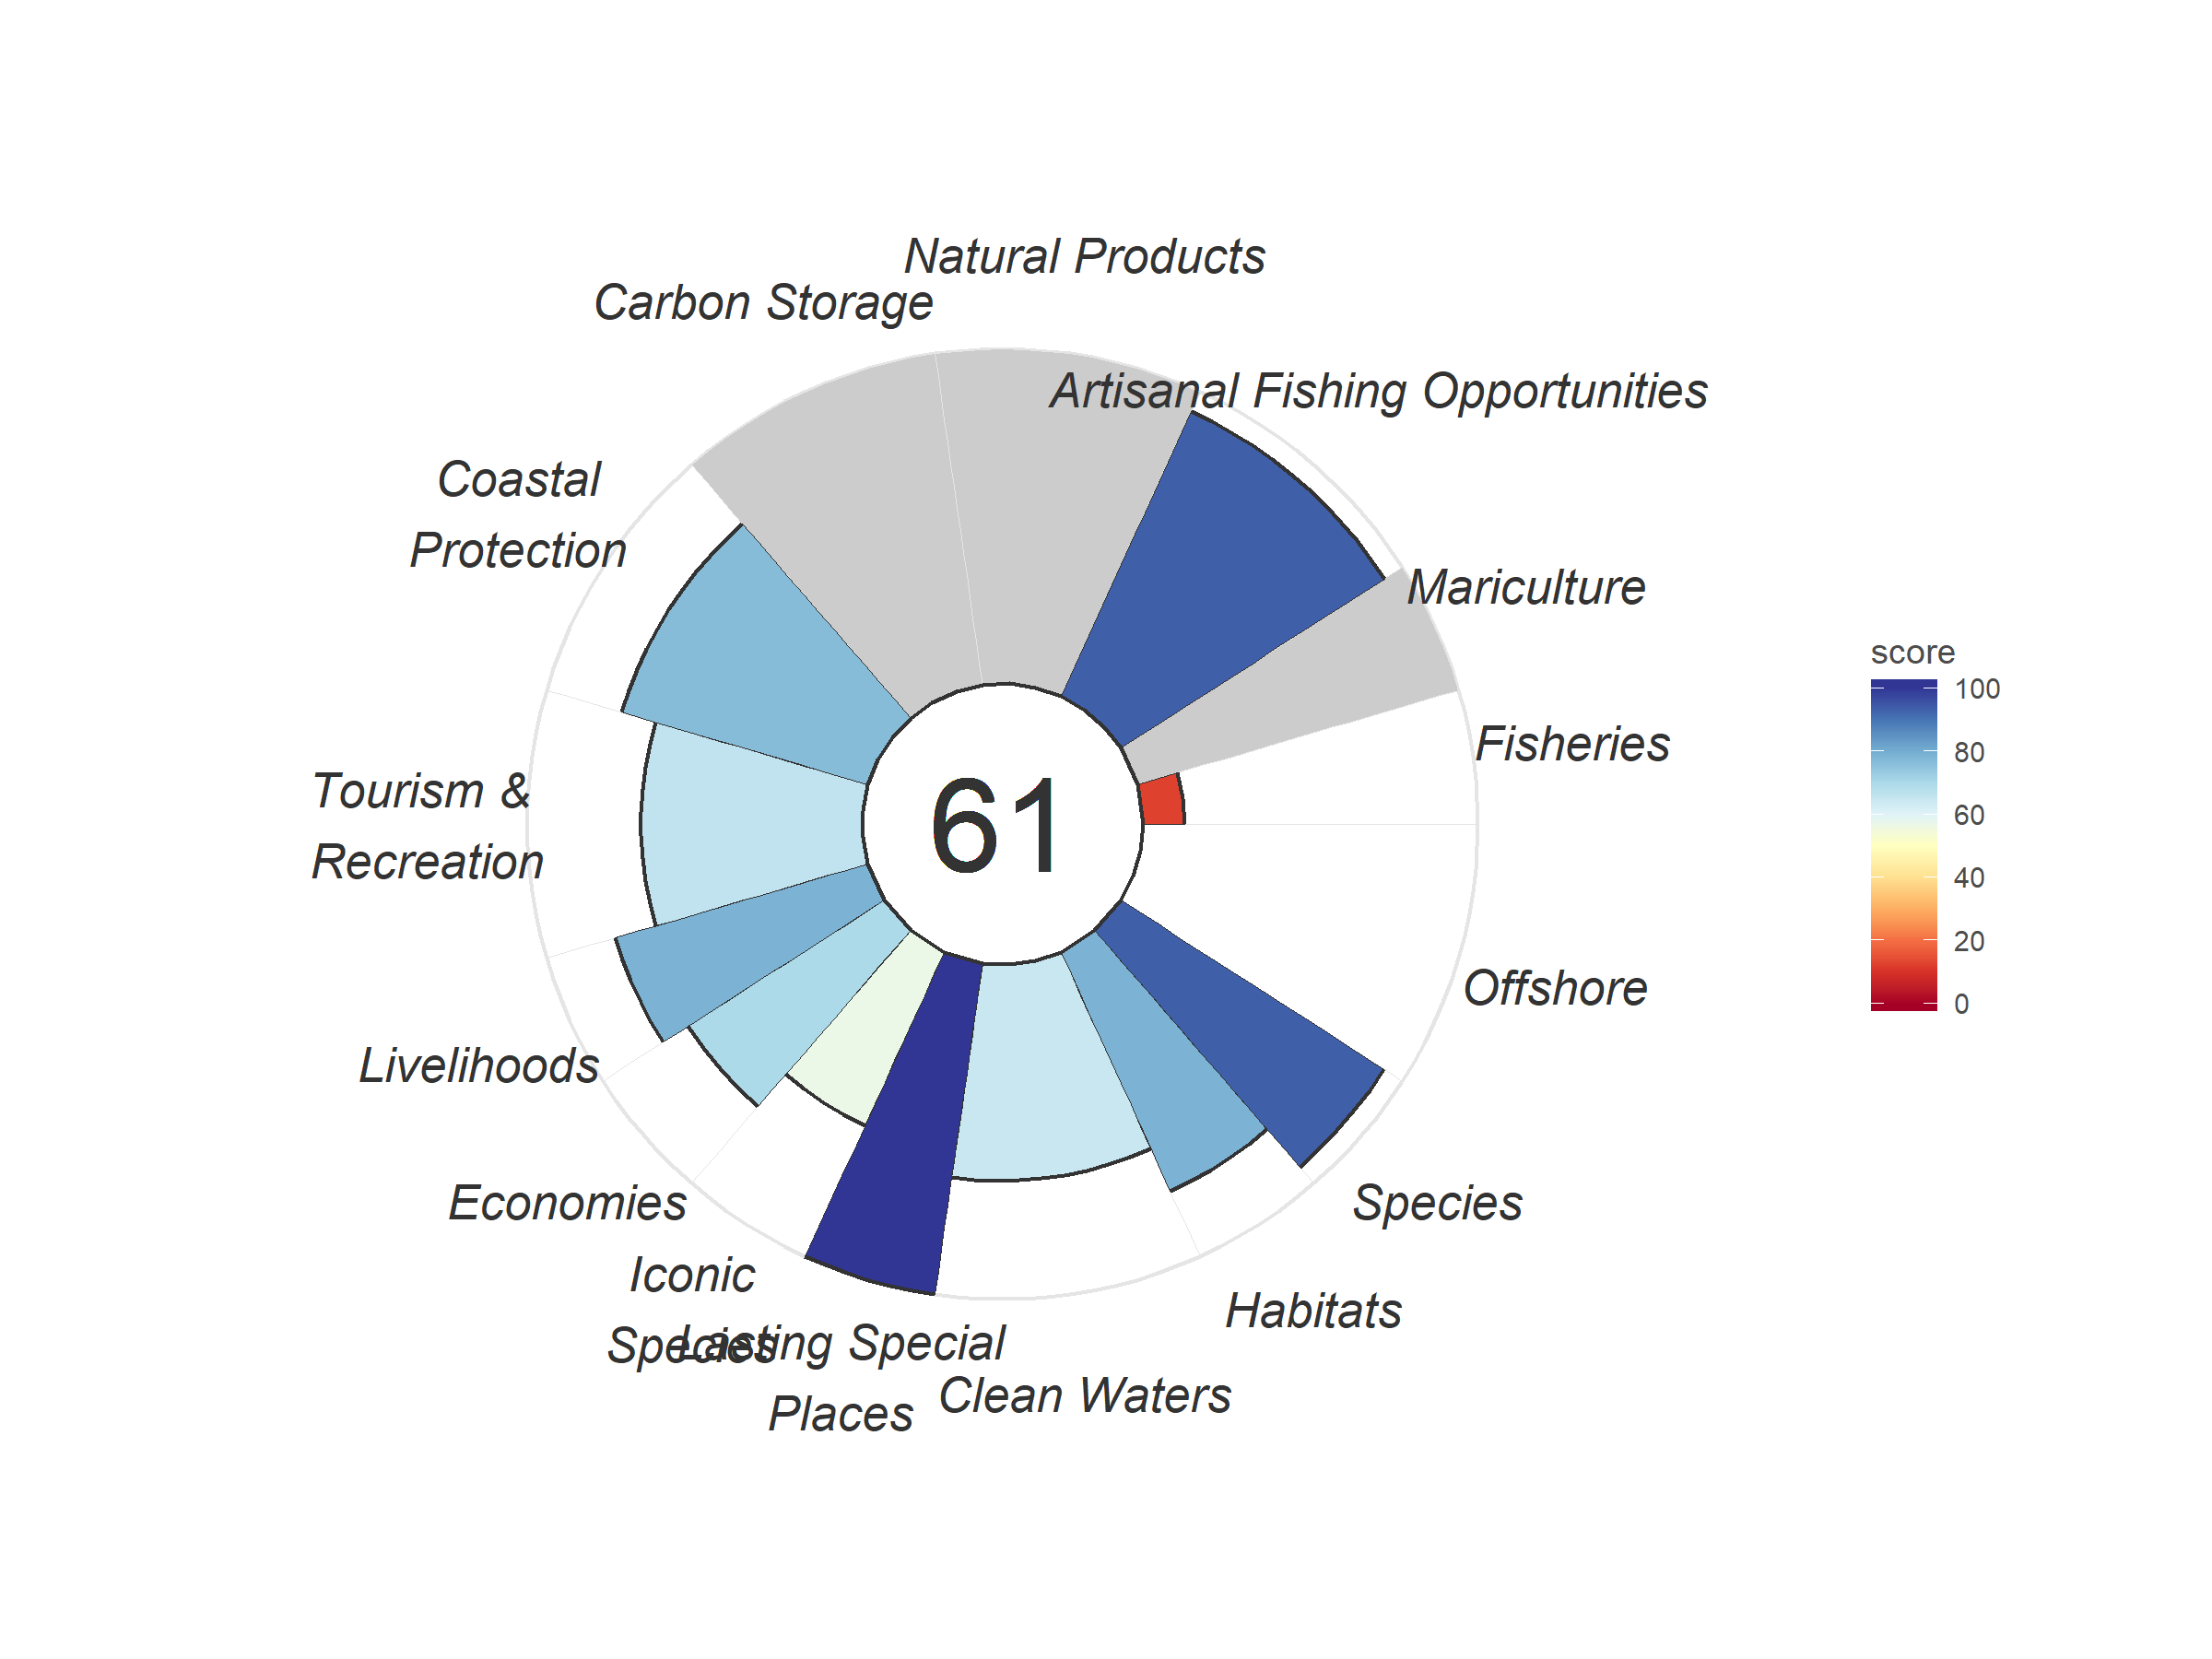 Natural Products
Carbon Storage
Artisanal Fishing Opportunities
Coastal
Protection
Mariculture
score
100
80
60
40
20
0
Fisheries
61
Tourism &
Recreation
Offshore
Livelihoods
Economies
Species
Iconic
Species
Habitats
Lasting Special
Places
Clean Waters